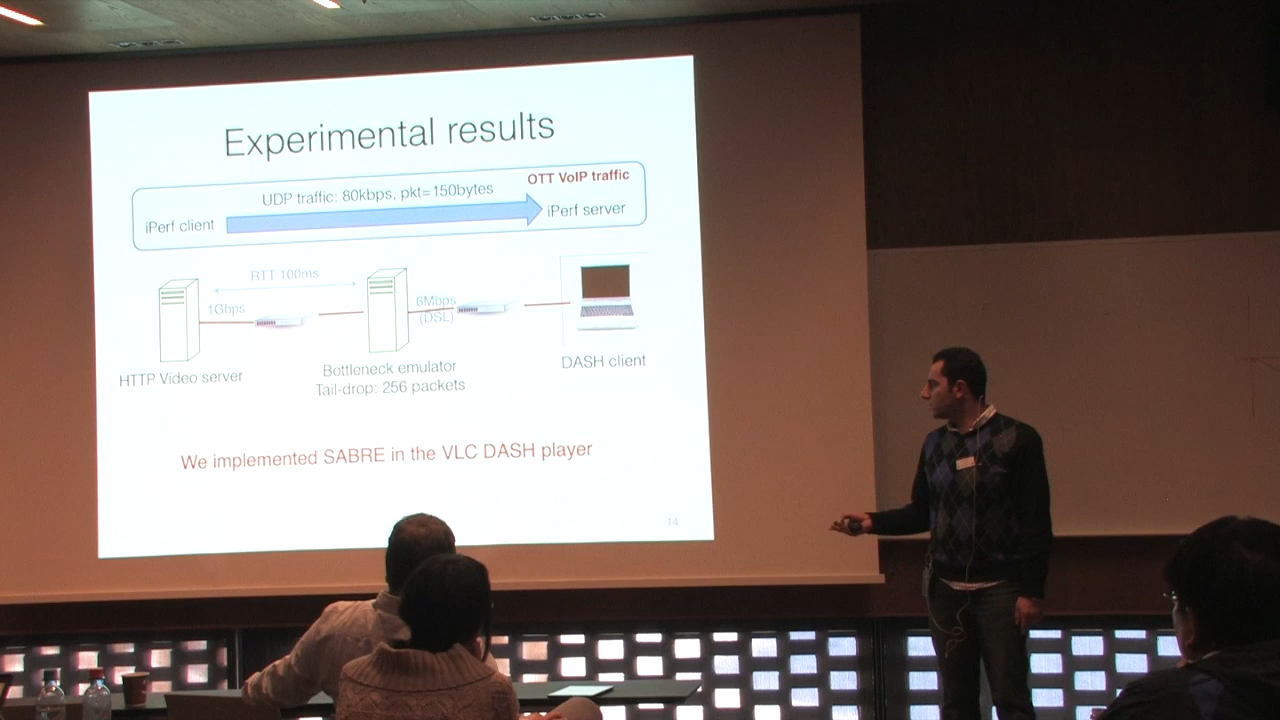 Experimental results
OTT VoIP traffic
UDP traffic: 80kbps, pkt=150bytes
iPerf client
iPerf server
RTT 100ms
1Gbps
6Mbps
(DSL)
HTTP Video server
Bottleneck emulator
Tail-drop: 256 packets
DASH client
We implemented SABRE in the VLC DASH player
14